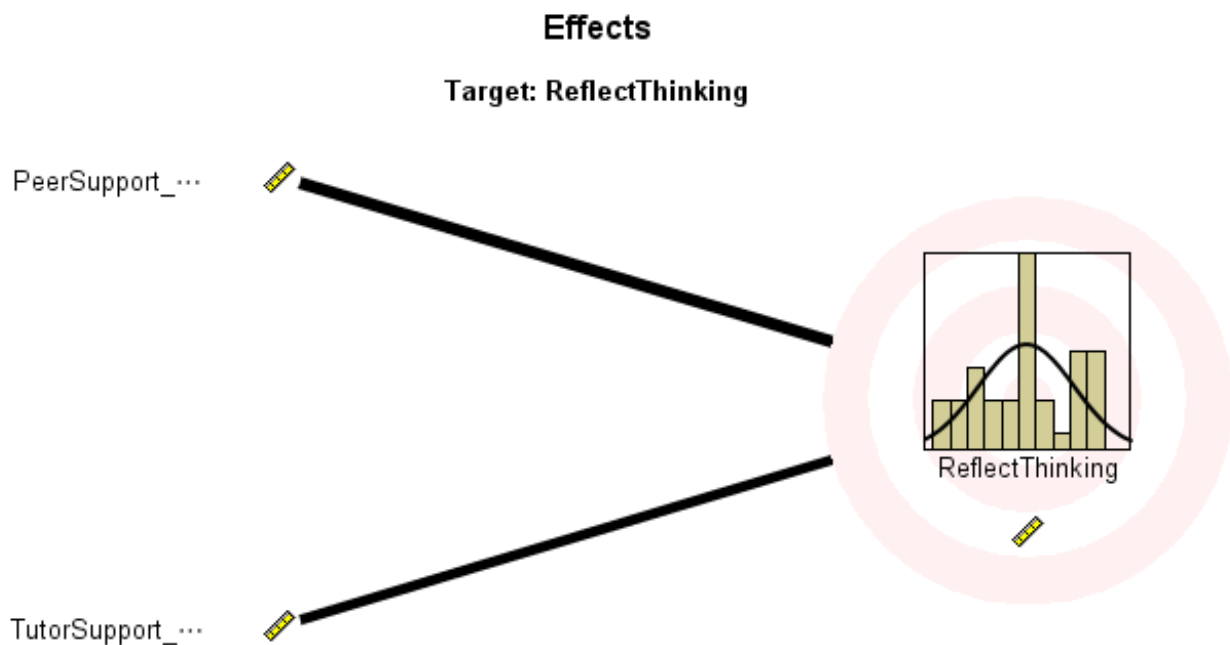 Effects
Target: ReflectThinking
PeerSupport_…
ReflectThinking
TutorSupport_…